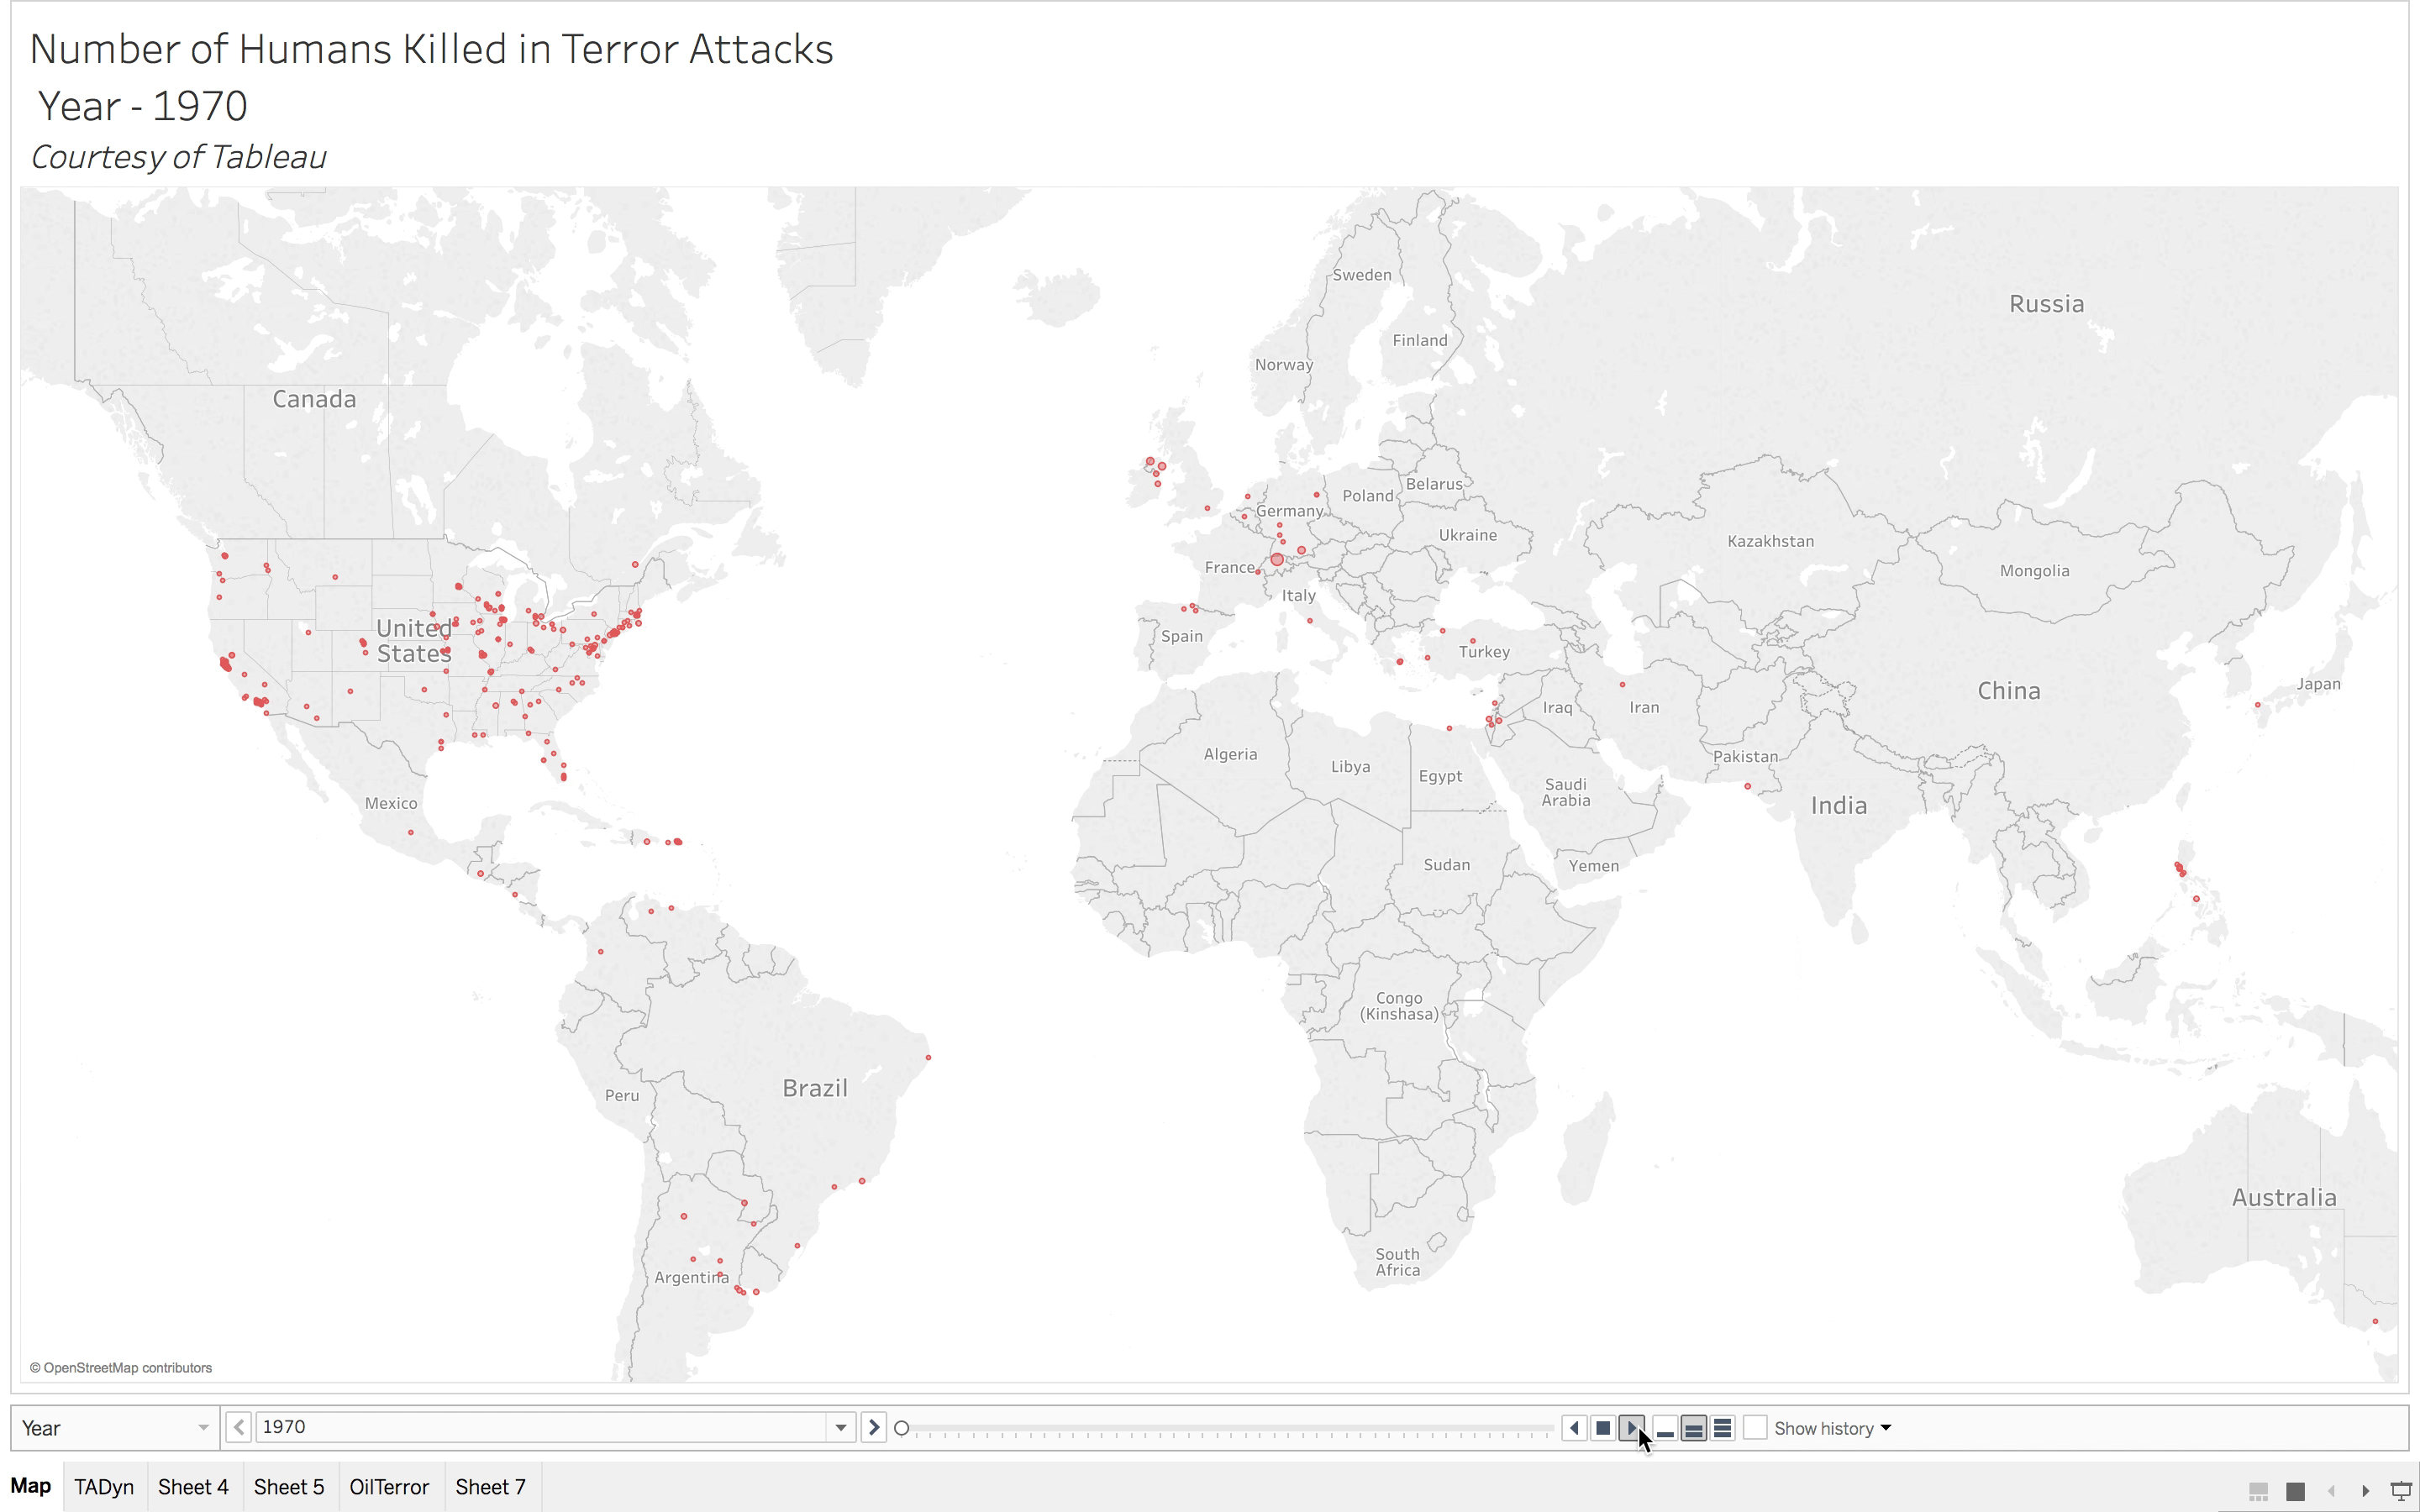 Number of Humans Killed in Terror Attacks
Year - 1970
Courtesy of Tableau
Sweden
Russia
Finland
Norway
Canada
Poland
Belarus
Germany
Ukraine
Kazakhstan
France
Mongolia
Italy
United
States
Spain
Turkey
Japan
China
Iraq
Iran
Algeria
Pakistan
Libya
Egypt
Saudi
Arabia
Mexico
India
Sudan
Yemen
Congo
(Kinshasa)
Brazil
Peru
Australia
South
Africa
Argentina
© OpenStreetMap contributors
Year
1970
Show history
Map
TADyn
Sheet 4
Sheet 5
OilTerror
Sheet 7